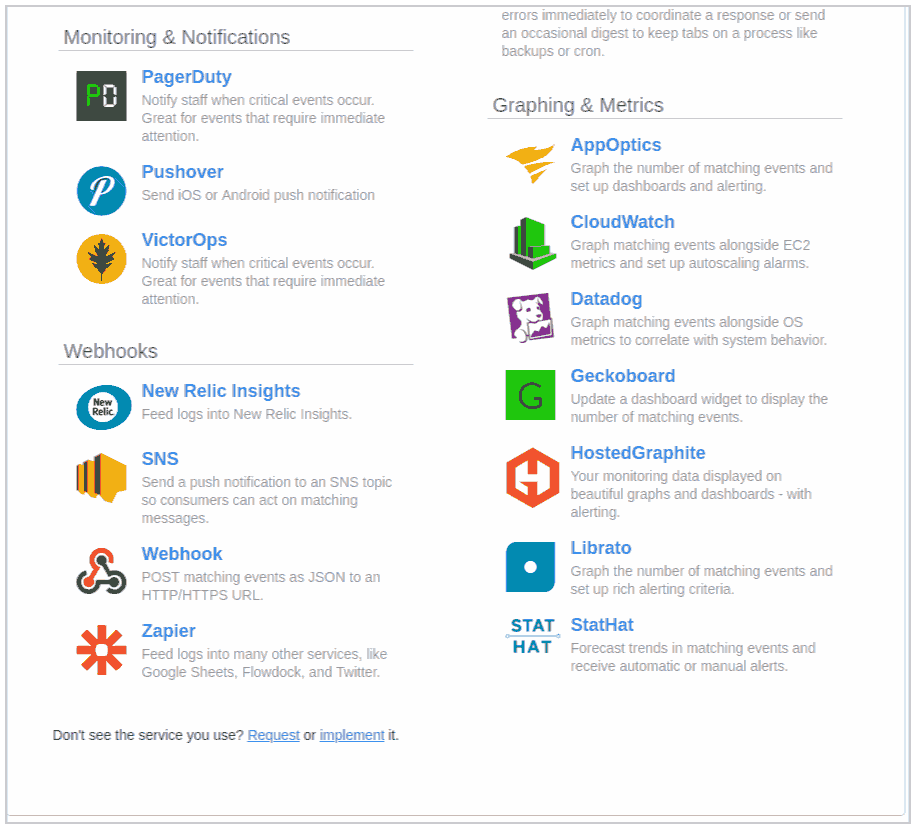 Monitoring & Notifications
PD
PagerDuty
Notify staff when critical events occur.
Great for events that require immediate
attention.
Pushover
Send iOS or Android push notification
VictorOps
Notify staff when critical events occur.
Great for events that require immediate
attention.
Webhooks
New
Relic.
New Relic Insights
Feed logs into New Relic Insights.
SNS
Send a push notification to an SNS topic
so consumers can act on matching
messages.
Webhook
POST matching events as JSON to an
HTTP/HTTPS URL.
Zapier
Feed logs into many other services, like
Google Sheets, Flowdock, and Twitter.
Don't see the service you use? Request or implement it.
errors immediately to coordinate a response or send
an occasional digest to keep tabs on a process like
backups or cron.
Graphing & Metrics
AppOptics
Graph the number of matching events and
set up dashboards and alerting.
CloudWatch
Graph matching events alongside EC2
metrics and set up autoscaling alarms.
Datadog
Graph matching events alongside OS
metrics to correlate with system behavior.
G
Geckoboard
Update a dashboard widget to display the
number of matching events.
HostedGraphite
Your monitoring data displayed on
beautiful graphs and dashboards - with
alerting.
Librato
Graph the number of matching events and
set up rich alerting criteria.
STAT
HAT
StatHat
Forecast trends in matching events and
receive automatic or manual alerts.